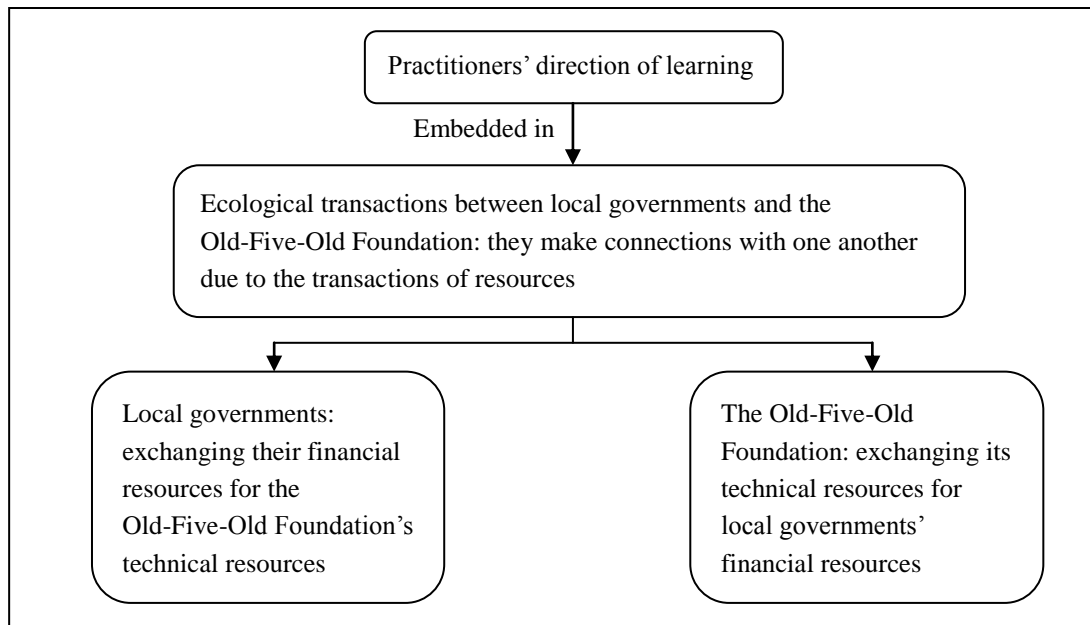 Practitioners’ direction of learning
Embedded in
Ecological transactions between local governments and the
Old-Five-Old Foundation: they make connections with one another
due to the transactions of resources
Local governments:
exchanging their financial
resources for the
Old-Five-Old Foundation’s
technical resources
The Old-Five-Old
Foundation: exchanging its
technical resources for
local governments’
financial resources